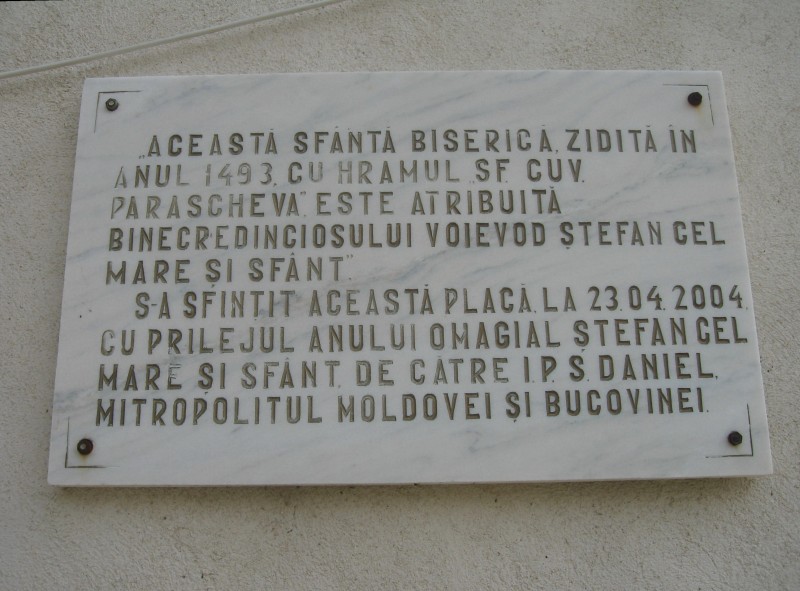 „ACEASTĂ SFÂNTĂ BISERICĂ, ZIDITĂ ÎN
ANUL 1493, CU HRAMUL „SF. CUV.
PARASCHEVA”, ESTE ATRIBUITĂ
BINECREDINCIOSULUI VOIEVOD ȘTEFAN CEL
MARE ȘI SFÂNT”.
S-A SFINȚIT ACEASTĂ PLACĂ, LA 23.04.2004,
CU PRILEJUL ANULUI OMAGIAL ȘTEFAN CEL
MARE ȘI SFÂNT, DE CĂTRE I.P.S. DANIEL,
MITROPOLITUL MOLDOVEI ȘI BUCOVINEI.